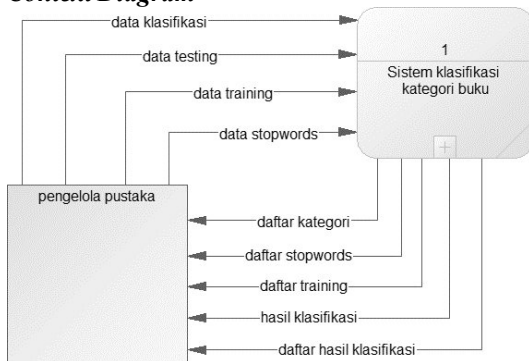 Context Diagram
data klasifikasi
1
data testing
Sistem klasifikasi
kategori buku
data training
data stopwords
+
pengelola pustaka
daftar kategori
daftar stopwords
daftar training
hasil klasifikasi
daftar hasil klasifikasi